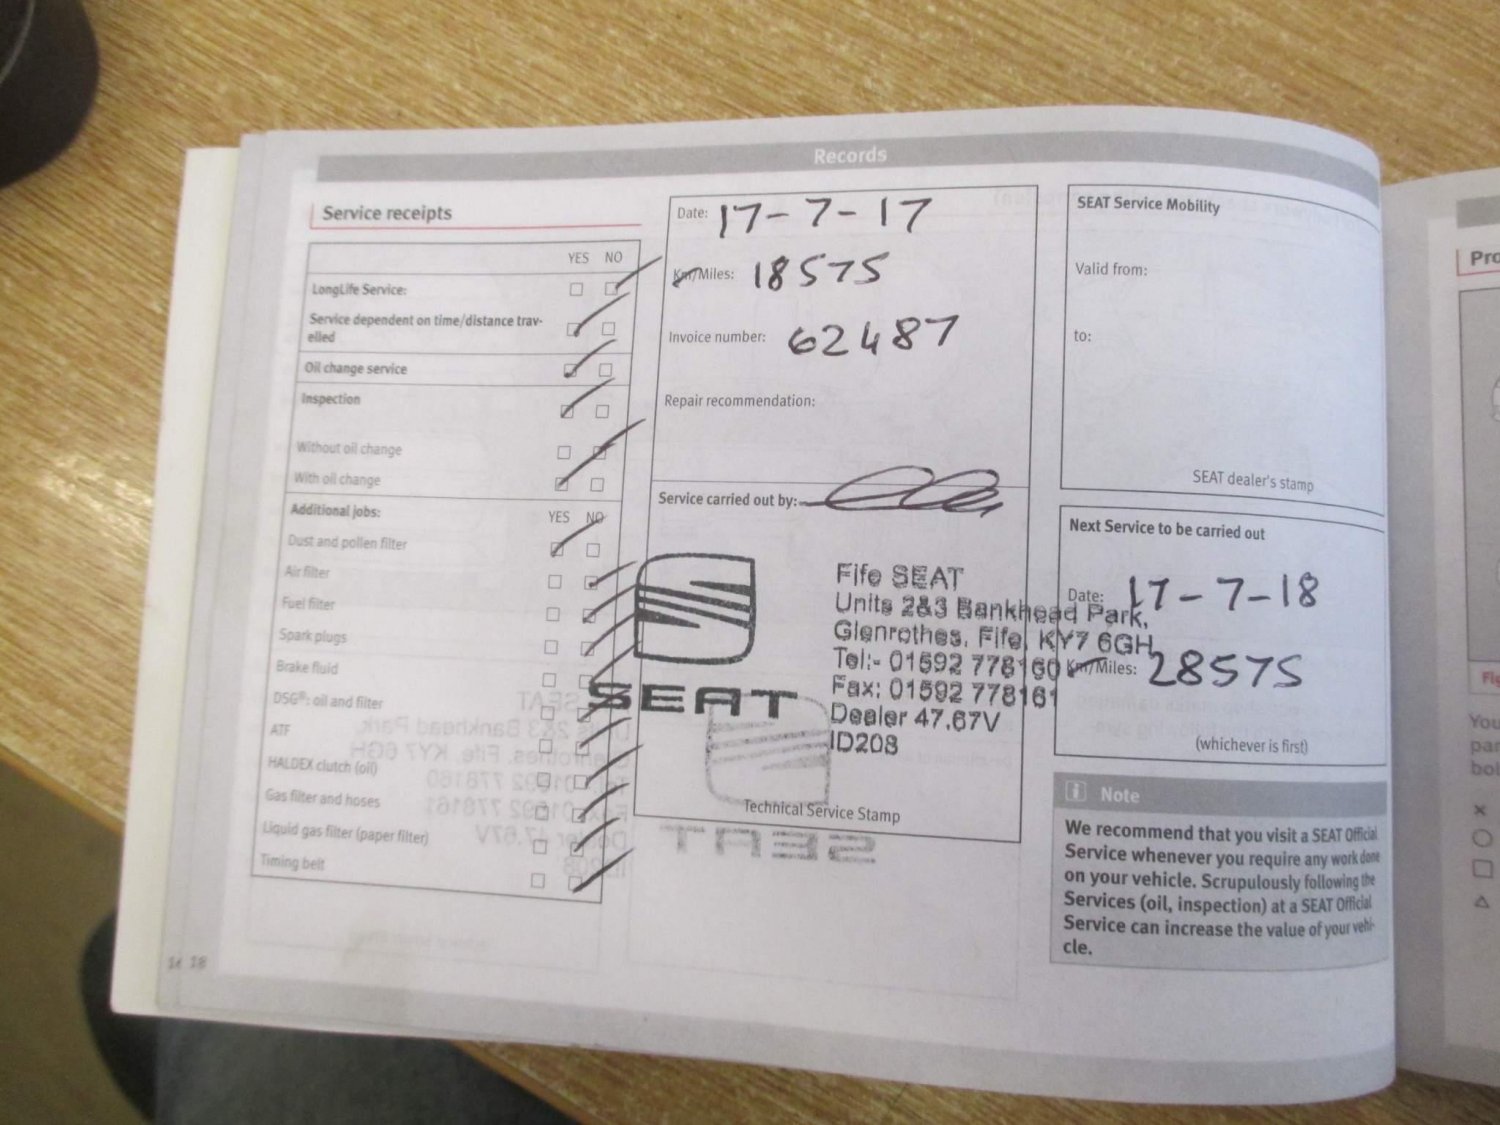 Records
Service receipts
YES NO
LongLife Service:
Service dependent on time/distance trav-
elled
Oil change service
Inspection
Without oil change
With oil change
Additional jobs: YES NO
Dust and pollen filter
Air filter
Fuel filter
Spark plugs
Brake fluid
DSG®: oil and filter
ATF
HALDEX clutch (oil)
Gas filter and hoses
Liquid gas filter (paper filter)
Timing belt
18
Date: 17-7-17
Km/Miles: 18575
Invoice number: 62487
Repair recommendation:
Service carried out by:
SEAT
Fife SEAT
Units 2&3 Bankhead Park,
Glenrothes, Fife, KY7 6GH
Tel:- 01592 778160
Fax: 01592 778161
Dealer 47.67V
ID208
Technical Service Stamp
SEAT Service Mobility
Valid from:
to:
SEAT dealer's stamp
Next Service to be carried out
Date: 17-7-18
Km/Miles: 28575
(whichever is first)
i Note
We recommend that you visit a SEAT Official
Service whenever you require any work done
on your vehicle. Scrupulously following the
Services (oil, inspection) at a SEAT Official
Service can increase the value of your vehi-
cle.
Pro
Fig
You
par
bol